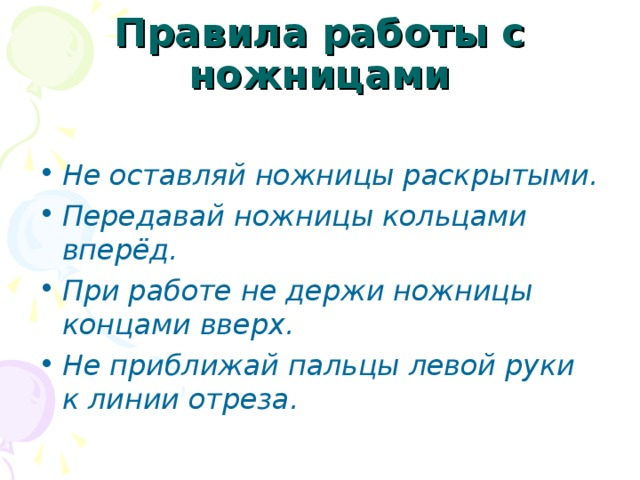 Правила работы с
ножницами
• Не оставляй ножницы раскрытыми.
• Передавай ножницы кольцами
вперёд.
• При работе не держи ножницы
концами вверх.
• Не приближай пальцы левой руки
к линии отреза.